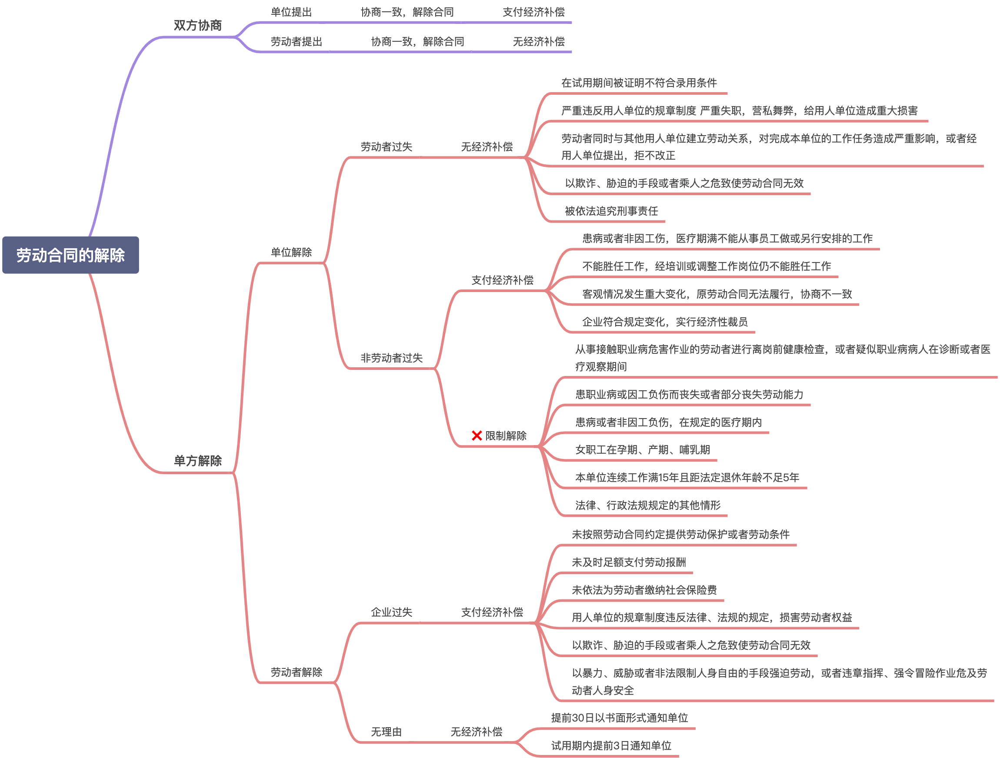 劳动合同的解除
双方协商
单位提出
协商一致，解除合同
支付经济补偿
劳动者提出
协商一致，解除合同
无经济补偿
单方解除
单位解除
劳动者过失
无经济补偿
在试用期间被证明不符合录用条件
严重违反用人单位的规章制度 严重失职，营私舞弊，给用人单位造成重大损害
劳动者同时与其他用人单位建立劳动关系，对完成本单位的工作任务造成严重影响，或者经
用人单位提出，拒不改正
以欺诈、胁迫的手段或者乘人之危致使劳动合同无效
被依法追究刑事责任
非劳动者过失
支付经济补偿
患病或者非因工伤，医疗期满不能从事员工做或另行安排的工作
不能胜任工作，经培训或调整工作岗位仍不能胜任工作
客观情况发生重大变化，原劳动合同无法履行，协商不一致
企业符合规定变化，实行经济性裁员
❌ 限制解除
从事接触职业病危害作业的劳动者进行离岗前健康检查，或者疑似职业病病人在诊断或者医
疗观察期间
患职业病或因工负伤而丧失或者部分丧失劳动能力
患病或者非因工负伤，在规定的医疗期内
女职工在孕期、产期、哺乳期
本单位连续工作满15年且距法定退休年龄不足5年
法律、行政法规规定的其他情形
劳动者解除
企业过失
支付经济补偿
未按照劳动合同约定提供劳动保护或者劳动条件
未及时足额支付劳动报酬
未依法为劳动者缴纳社会保险费
用人单位的规章制度违反法律、法规的规定，损害劳动者权益
以欺诈、胁迫的手段或者乘人之危致使劳动合同无效
以暴力、威胁或者非法限制人身自由的手段强迫劳动，或者违章指挥、强令冒险作业危及劳
动者人身安全
无理由
无经济补偿
提前30日以书面形式通知单位
试用期内提前3日通知单位